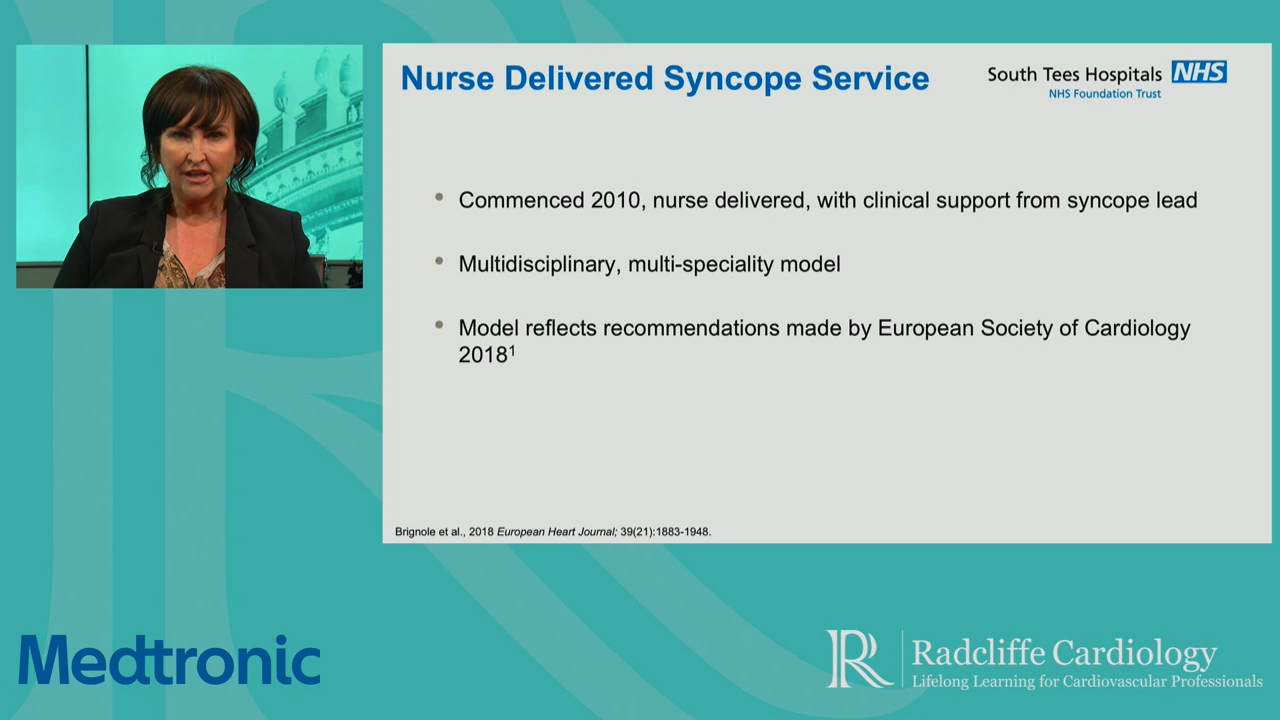 Nurse Delivered Syncope Service
South Tees Hospitals NHS
NHS Foundation Trust
• Commenced 2010, nurse delivered, with clinical support from syncope lead
• Multidisciplinary, multi-speciality model
• Model reflects recommendations made by European Society of Cardiology
2018¹
Brignole et al., 2018 European Heart Journal; 39(21):1883-1948.
Medtronic
R Radcliffe Cardiology
Lifelong Learning for Cardiovascular Professionals